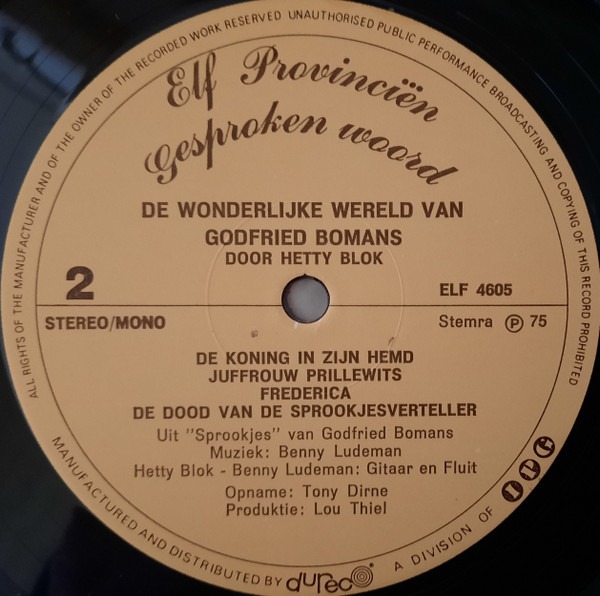 ALL RIGHTS OF THE MANUFACTURER AND OF THE OWNER OF THE RECORDED WORK RESERVED UNAUTHORISED PUBLIC PERFORMANCE BROADCASTING AND COPYING OF THIS RECORD PROHIBITED
Elf Provinciën
Gesproken woord
DE WONDERLIJKE WERELD VAN
GODFRIED BOMANS
DOOR HETTY BLOK
2
ELF 4605
STEREO/MONO
Stemra Ⓟ 75
DE KONING IN ZIJN HEMD
JUFFROUW PRILLEWITS
FREDERICA
DE DOOD VAN DE SPROOKJESVERTELLER
Uit "Sprookjes" van Godfried Bomans
Muziek: Benny Ludeman
Hetty Blok - Benny Ludeman: Gitaar en Fluit
Opname: Tony Dirne
Produktie: Lou Thiel
MANUFACTURED AND DISTRIBUTED BY dureco A DIVISION OF